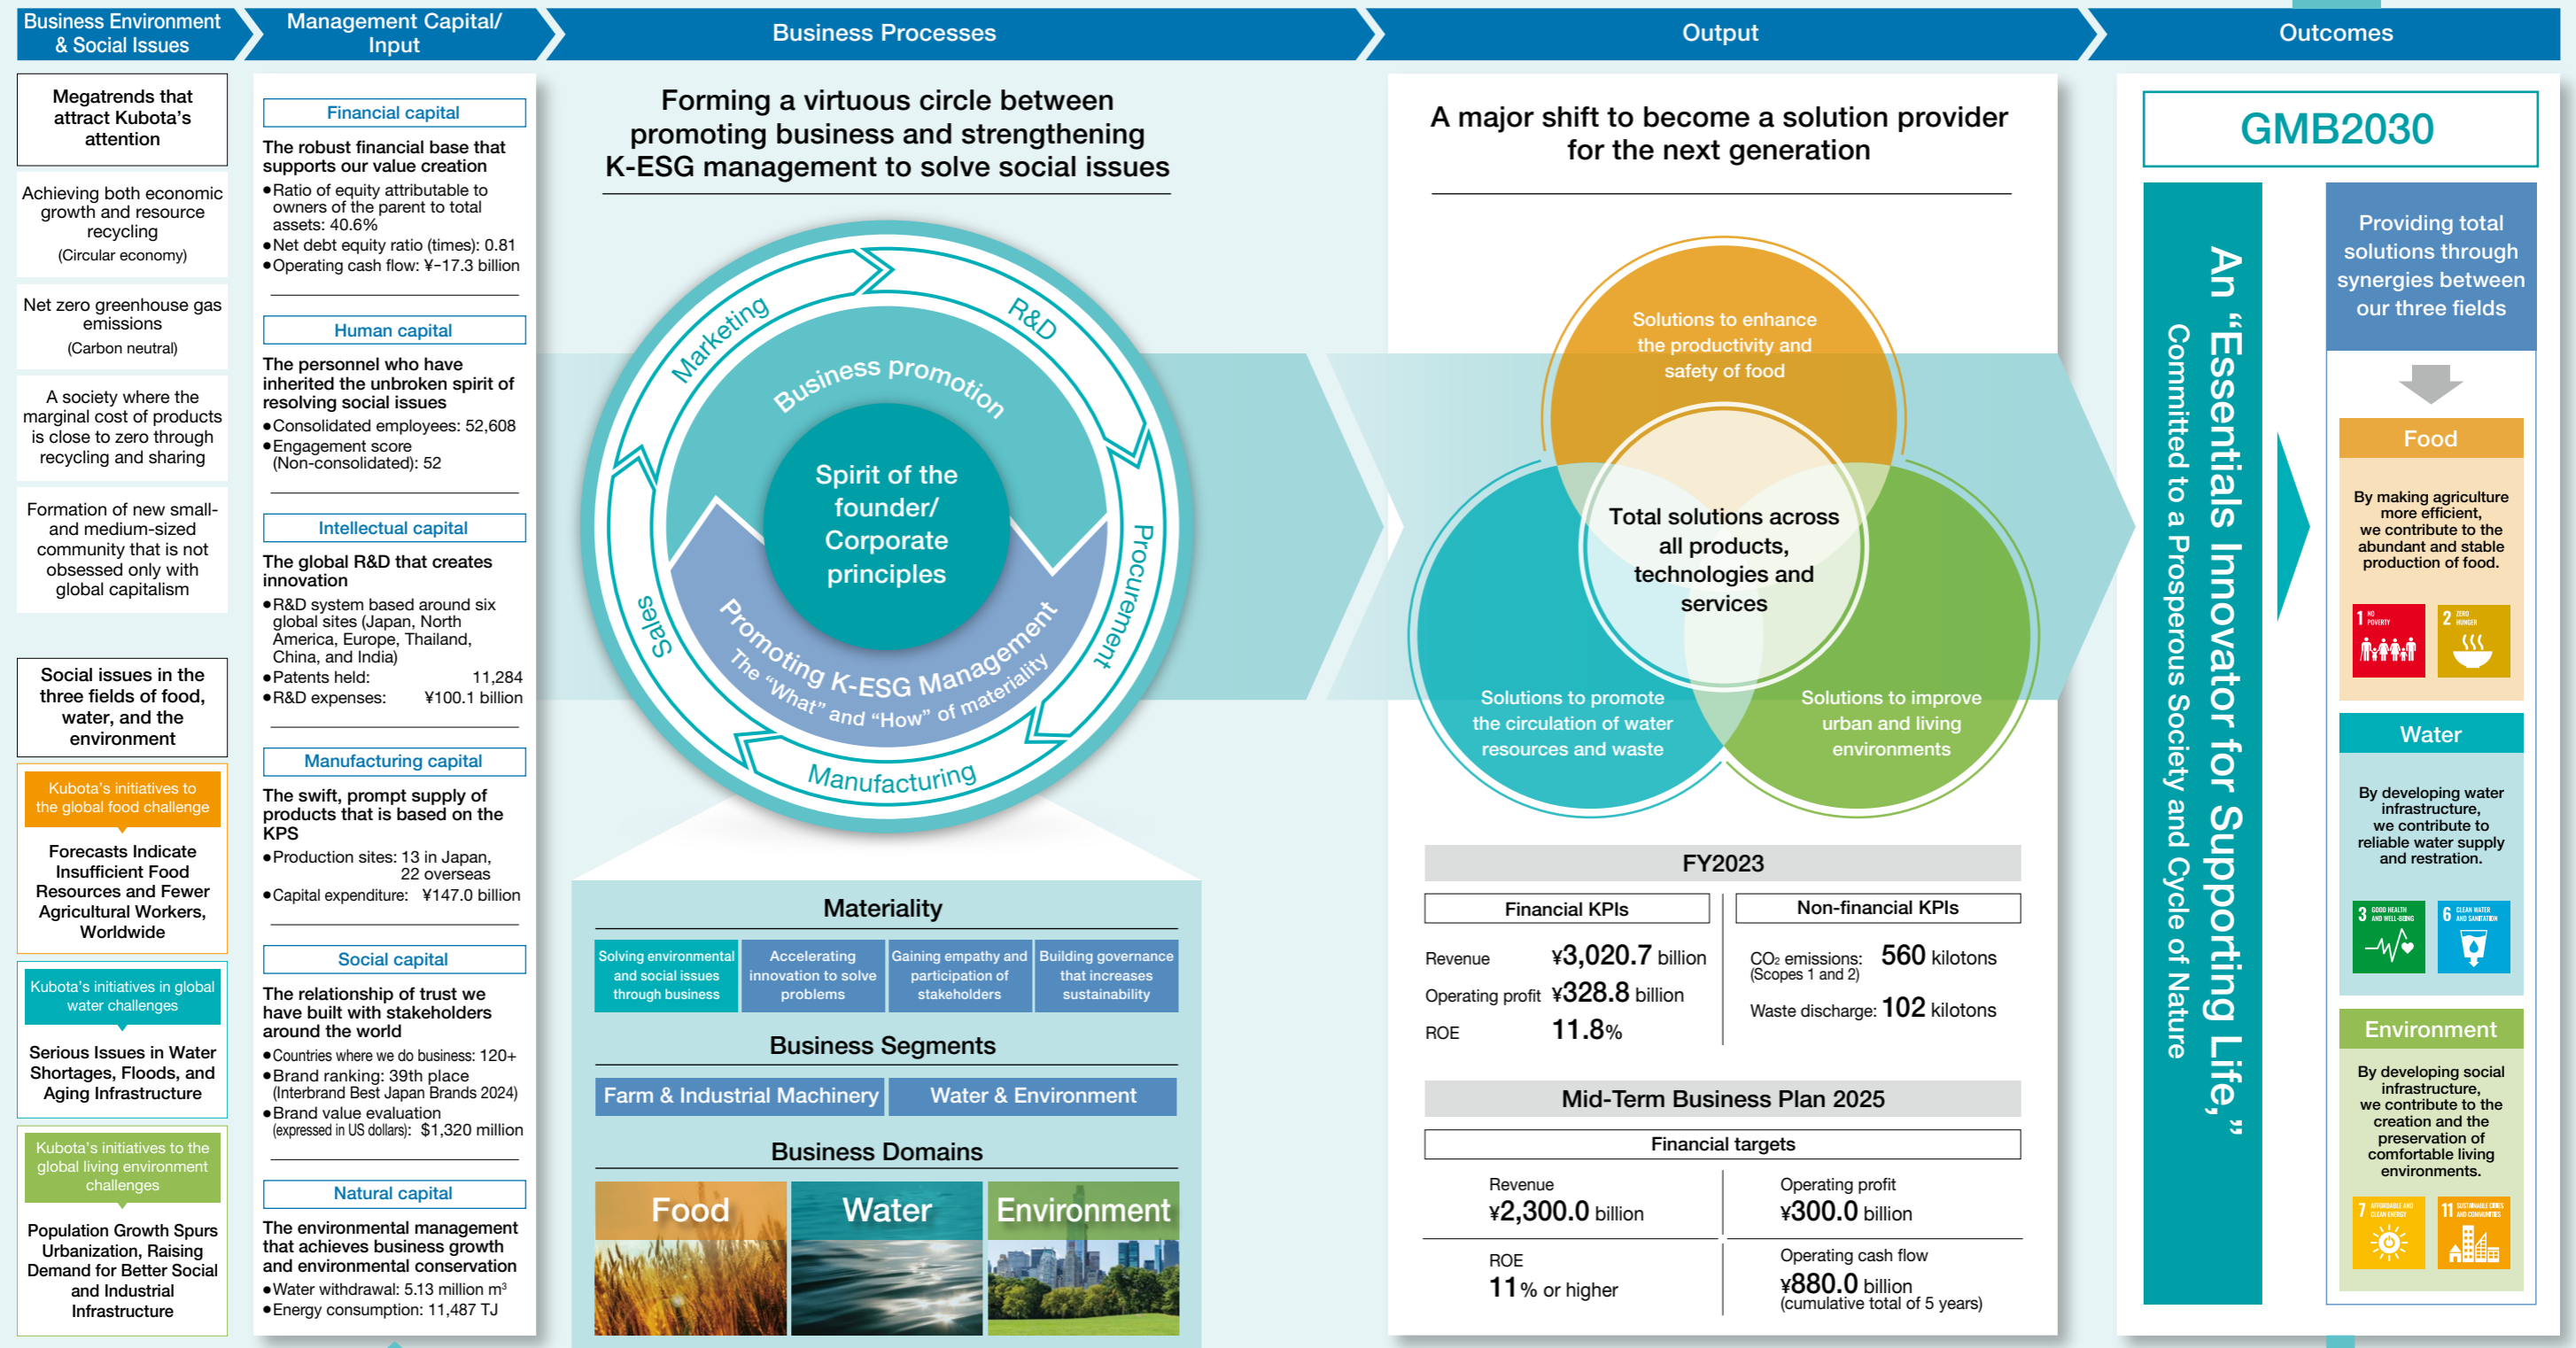 Business Environment
& Social Issues
Management Capital/
Input
Business Processes
Output
Outcomes
Megatrends that
attract Kubota's
attention
Achieving both economic
growth and resource
recycling
(Circular economy)
Net zero greenhouse gas
emissions
(Carbon neutral)
A society where the
marginal cost of products
is close to zero through
recycling and sharing
Formation of new small-
and medium-sized
community that is not
obsessed only with
global capitalism
Social issues in the
three fields of food,
water, and the
environment
Kubota's initiatives to
the global food challenge
Forecasts Indicate
Insufficient Food
Resources and Fewer
Agricultural Workers,
Worldwide
Kubota's initiatives in global
water challenges
Serious Issues in Water
Shortages, Floods, and
Aging Infrastructure
Kubota's initiatives to the
global living environment
challenges
Population Growth Spurs
Urbanization, Raising
Demand for Better Social
and Industrial
Infrastructure
Financial capital
The robust financial base that
supports our value creation
●Ratio of equity attributable to
owners of the parent to total
assets: 40.6%
●Net debt equity ratio (times): 0.81
●Operating cash flow: ¥−17.3 billion
Human capital
The personnel who have
inherited the unbroken spirit of
resolving social issues
●Consolidated employees: 52,608
●Engagement score
(Non-consolidated): 52
Intellectual capital
The global R&D that creates
innovation
●R&D system based around six
global sites (Japan, North
America, Europe, Thailand,
China, and India)
●Patents held: 11,284
●R&D expenses: ¥100.1 billion
Manufacturing capital
The swift, prompt supply of
products that is based on the
KPS
●Production sites: 13 in Japan,
22 overseas
●Capital expenditure: ¥147.0 billion
Social capital
The relationship of trust we
have built with stakeholders
around the world
●Countries where we do business: 120+
●Brand ranking: 39th place
(Interbrand Best Japan Brands 2024)
●Brand value evaluation
(expressed in US dollars): $1,320 million
Natural capital
The environmental management
that achieves business growth
and environmental conservation
●Water withdrawal: 5.13 million m³
●Energy consumption: 11,487 TJ
Forming a virtuous circle between
promoting business and strengthening
K-ESG management to solve social issues
Marketing
R&D
Procurement
Manufacturing
Sales
Business promotion
Spirit of the
founder/
Corporate
principles
Promoting K-ESG Management
The "What" and "How" of materiality
Materiality
Solving environmental
and social issues
through business
Accelerating
innovation to solve
problems
Gaining empathy and
participation of
stakeholders
Building governance
that increases
sustainability
Business Segments
Farm & Industrial Machinery
Water & Environment
Business Domains
Food
Water
Environment
A major shift to become a solution provider
for the next generation
Solutions to enhance
the productivity and
safety of food
Total solutions across
all products,
technologies and
services
Solutions to promote
the circulation of water
resources and waste
Solutions to improve
urban and living
environments
FY2023
Financial KPIs
Revenue ¥3,020.7 billion
Operating profit ¥328.8 billion
ROE 11.8%
Non-financial KPIs
CO₂ emissions: 560 kilotons
(Scopes 1 and 2)
Waste discharge: 102 kilotons
Mid-Term Business Plan 2025
Financial targets
Revenue
¥2,300.0 billion
Operating profit
¥300.0 billion
ROE
11% or higher
Operating cash flow
¥880.0 billion
(cumulative total of 5 years)
GMB2030
An "Essentials Innovator for Supporting Life,"
Committed to a Prosperous Society and Cycle of Nature
Providing total
solutions through
synergies between
our three fields
Food
By making agriculture
more efficient,
we contribute to the
abundant and stable
production of food.
1 NO
POVERTY
2 ZERO
HUNGER
Water
By developing water
infrastructure,
we contribute to
reliable water supply
and restration.
3 GOOD HEALTH
AND WELL-BEING
6 CLEAN WATER
AND SANITATION
Environment
By developing social
infrastructure,
we contribute to the
creation and the
preservation of
comfortable living
environments.
7 AFFORDABLE AND
CLEAN ENERGY
11 SUSTAINABLE CITIES
AND COMMUNITIES